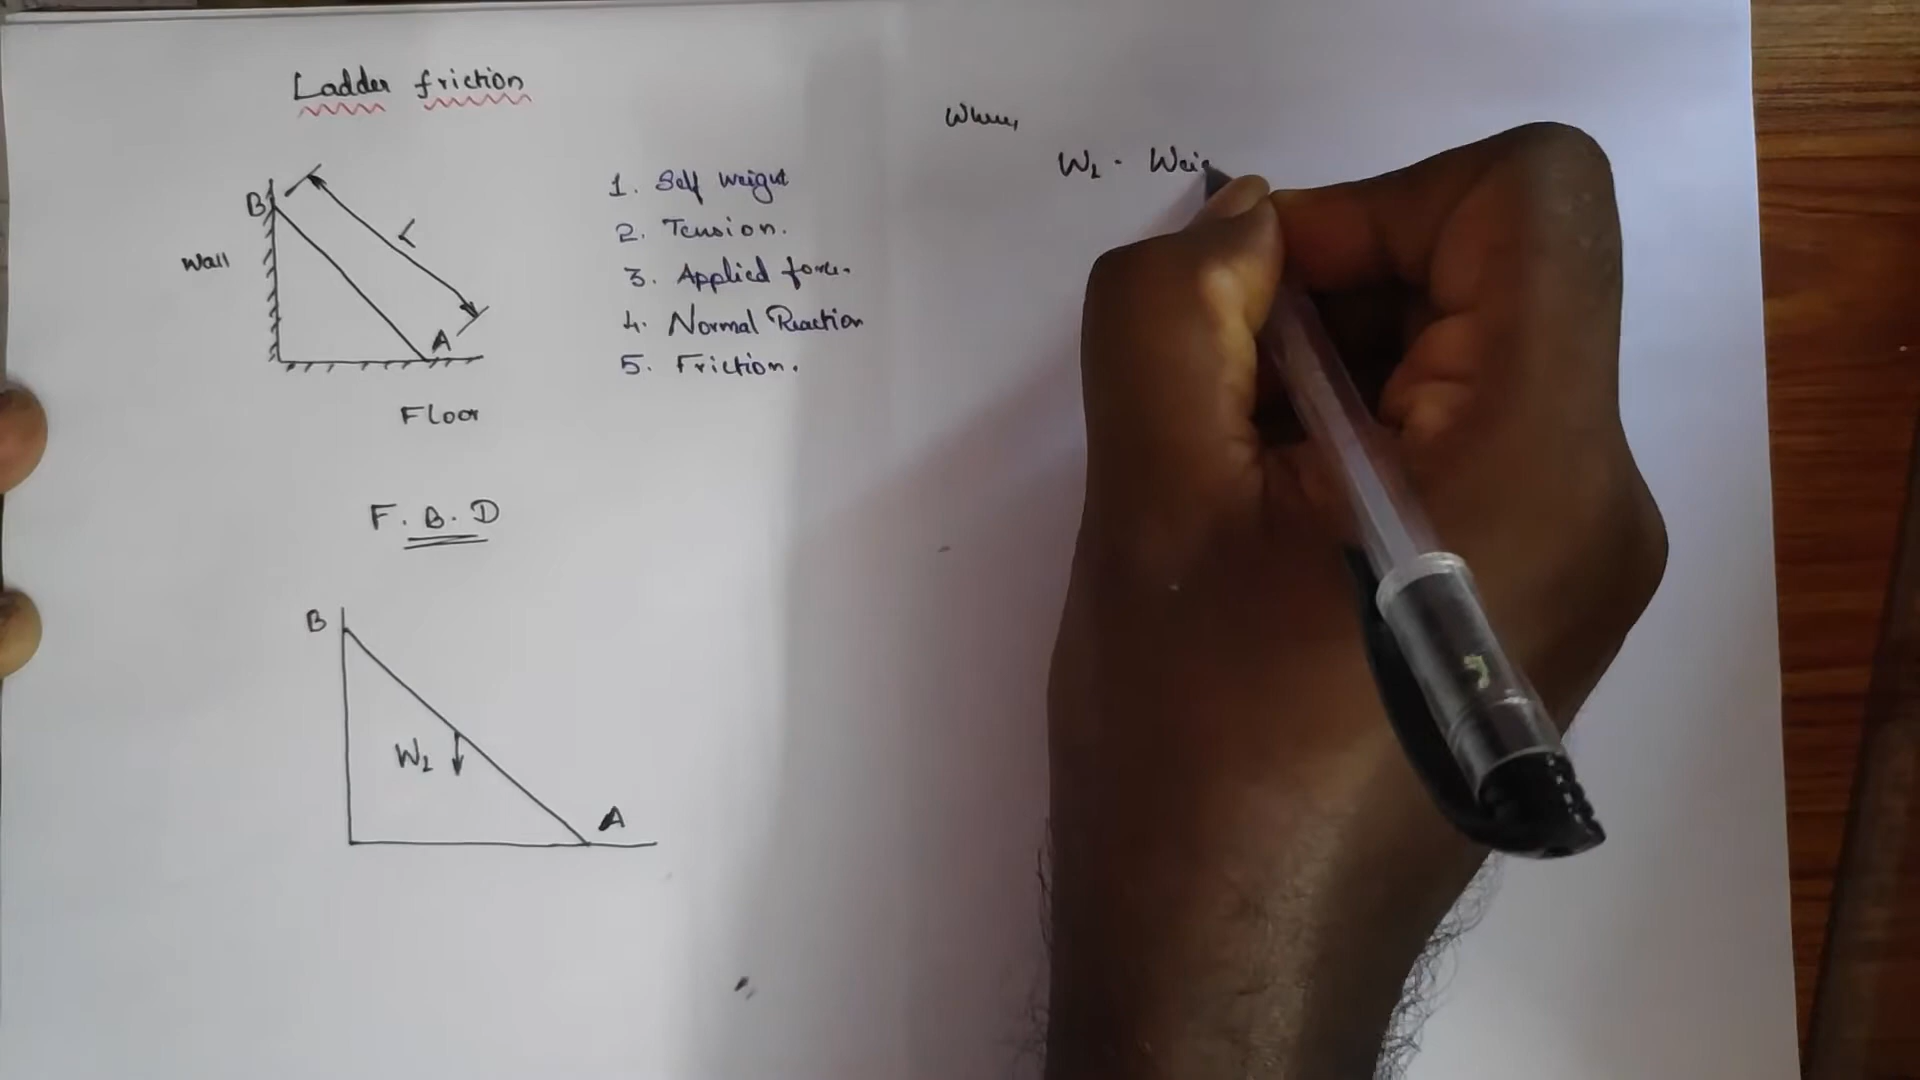 Ladder friction
B
L
Wall
A
Floor
1. Self weight
2. Tension.
3. Applied force.
4. Normal Reaction
5. Friction.
F.B.D
B
W1
A
Where,
W1 - Weig